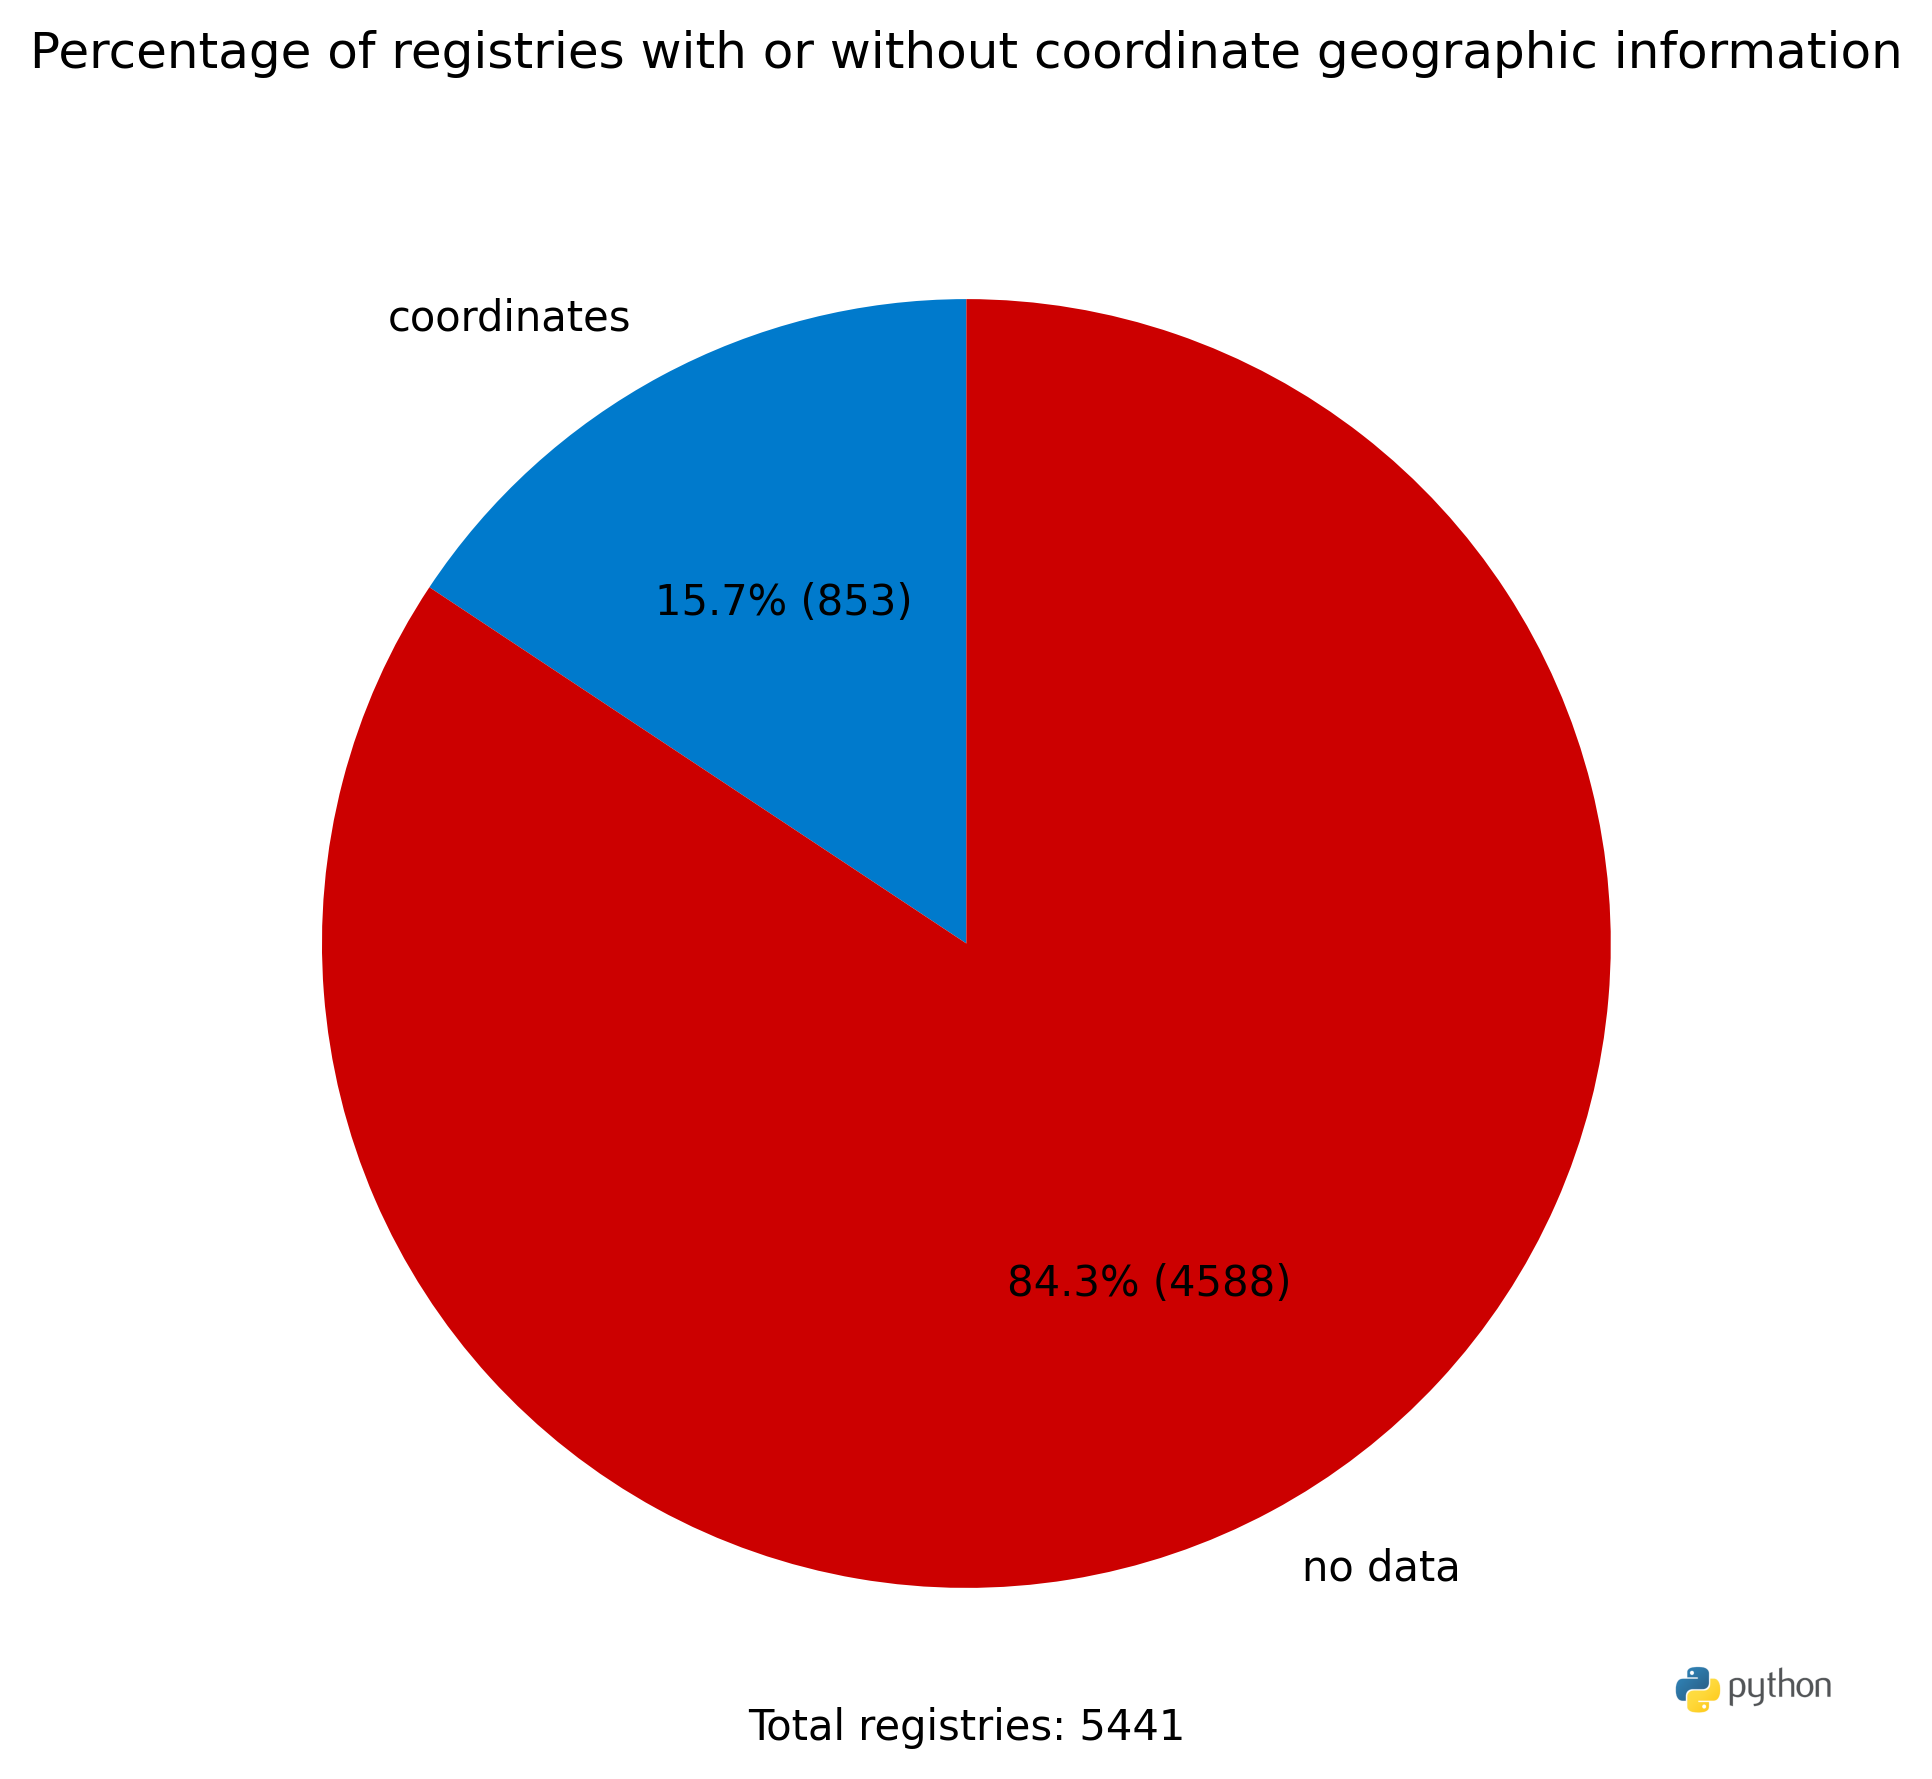 Percentage of registries with or without coordinate geographic information
coordinates
15.7% (853)
84.3% (4588)
no data
python
Total registries: 5441